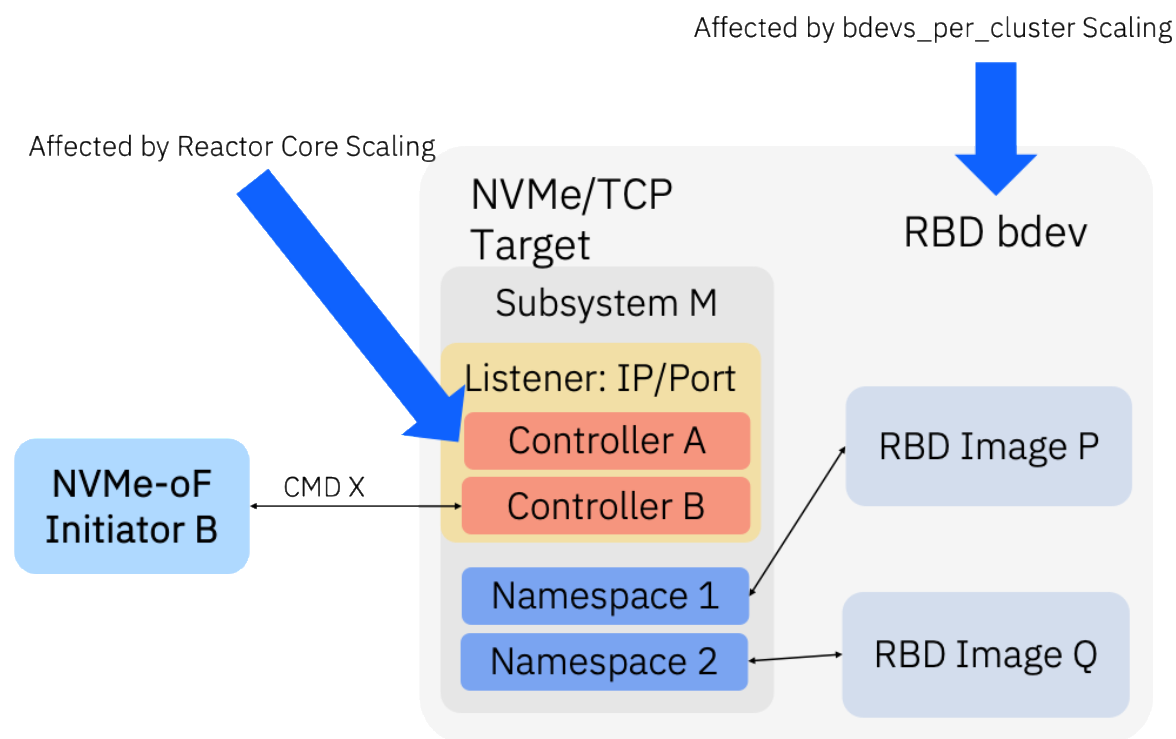 Affected by bdevs_per_cluster Scaling
Affected by Reactor Core Scaling
NVMe/TCP
Target
RBD bdev
Subsystem M
Listener: IP/Port
Controller A
Controller B
NVMe-oF
Initiator B
CMD X
Namespace 1
Namespace 2
RBD Image P
RBD Image Q